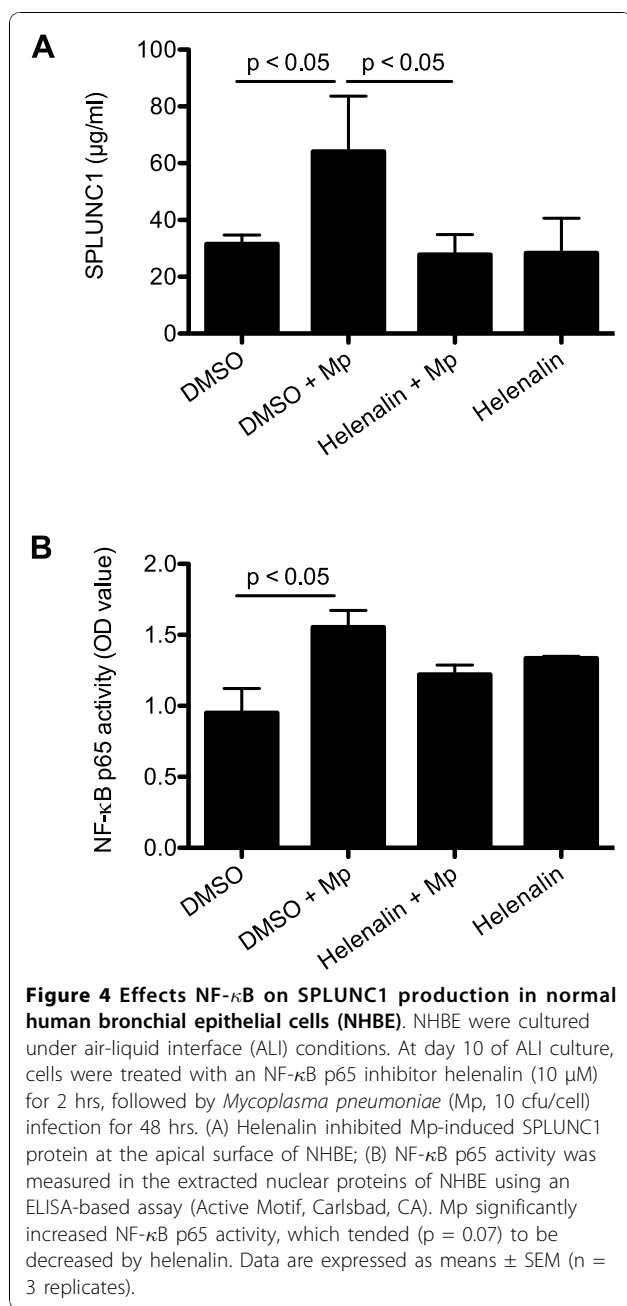 A
100
80
60
40
20
0
SPLUNC1 (µg/ml)
p < 0.05 p < 0.05
DMSO
DMSO + Mp
Helenalin + Mp
Helenalin
B
2.0
1.5
1.0
0.5
0.0
NF-κB p65 activity (OD value)
p < 0.05
DMSO
DMSO + Mp
Helenalin + Mp
Helenalin
Figure 4 Effects NF-κB on SPLUNC1 production in normal
human bronchial epithelial cells (NHBE). NHBE were cultured
under air-liquid interface (ALI) conditions. At day 10 of ALI culture,
cells were treated with an NF-κB p65 inhibitor helenalin (10 µM)
for 2 hrs, followed by Mycoplasma pneumoniae (Mp, 10 cfu/cell)
infection for 48 hrs. (A) Helenalin inhibited Mp-induced SPLUNC1
protein at the apical surface of NHBE; (B) NF-κB p65 activity was
measured in the extracted nuclear proteins of NHBE using an
ELISA-based assay (Active Motif, Carlsbad, CA). Mp significantly
increased NF-κB p65 activity, which tended (p = 0.07) to be
decreased by helenalin. Data are expressed as means ± SEM (n =
3 replicates).